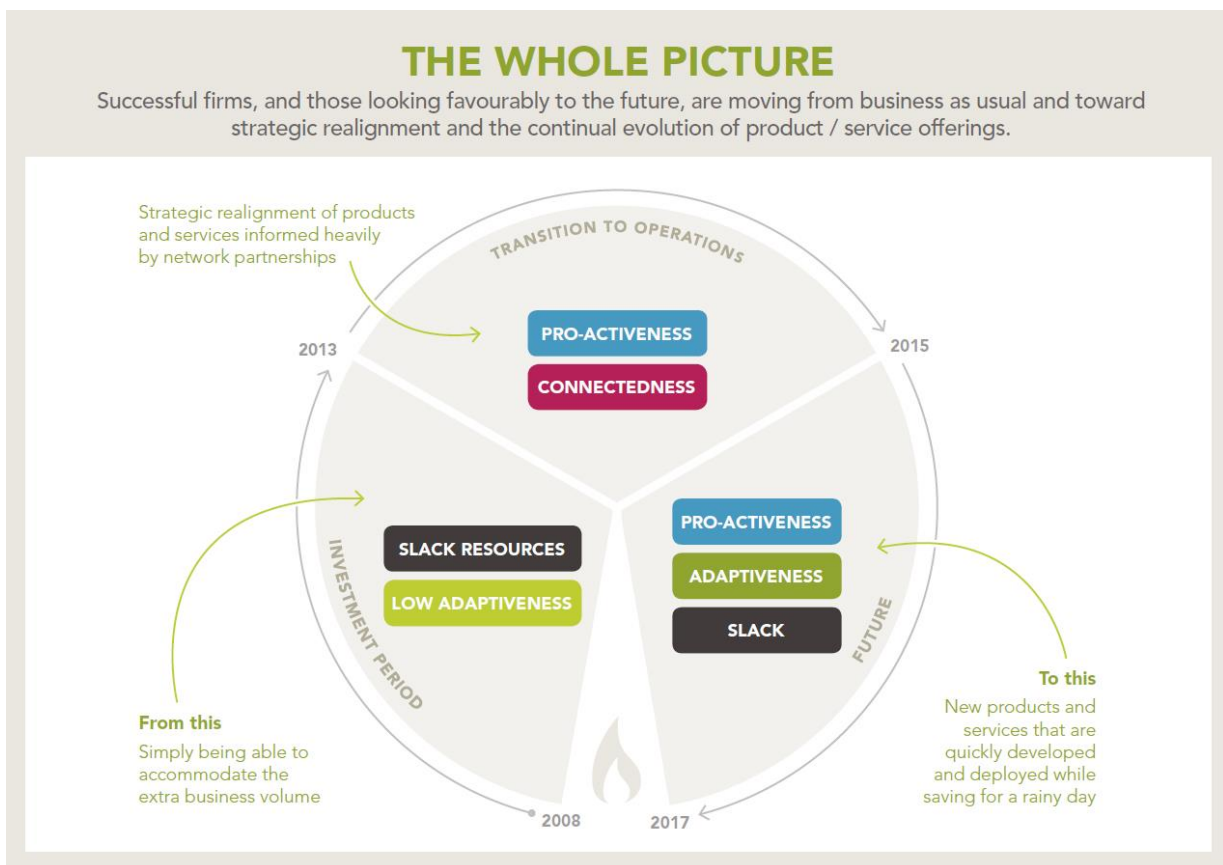 THE WHOLE PICTURE
Successful firms, and those looking favourably to the future, are moving from business as usual and toward
strategic realignment and the continual evolution of product / service offerings.
Strategic realignment of products
and services informed heavily
by network partnerships
TRANSITION TO OPERATIONS
PRO-ACTIVENESS
CONNECTEDNESS
2013
2015
SLACK RESOURCES
LOW ADAPTIVENESS
INVESTMENT PERIOD
PRO-ACTIVENESS
ADAPTIVENESS
SLACK
FUTURE
From this
Simply being able to
accommodate the
extra business volume
To this
New products and
services that are
quickly developed
and deployed while
saving for a rainy day
2008
2017